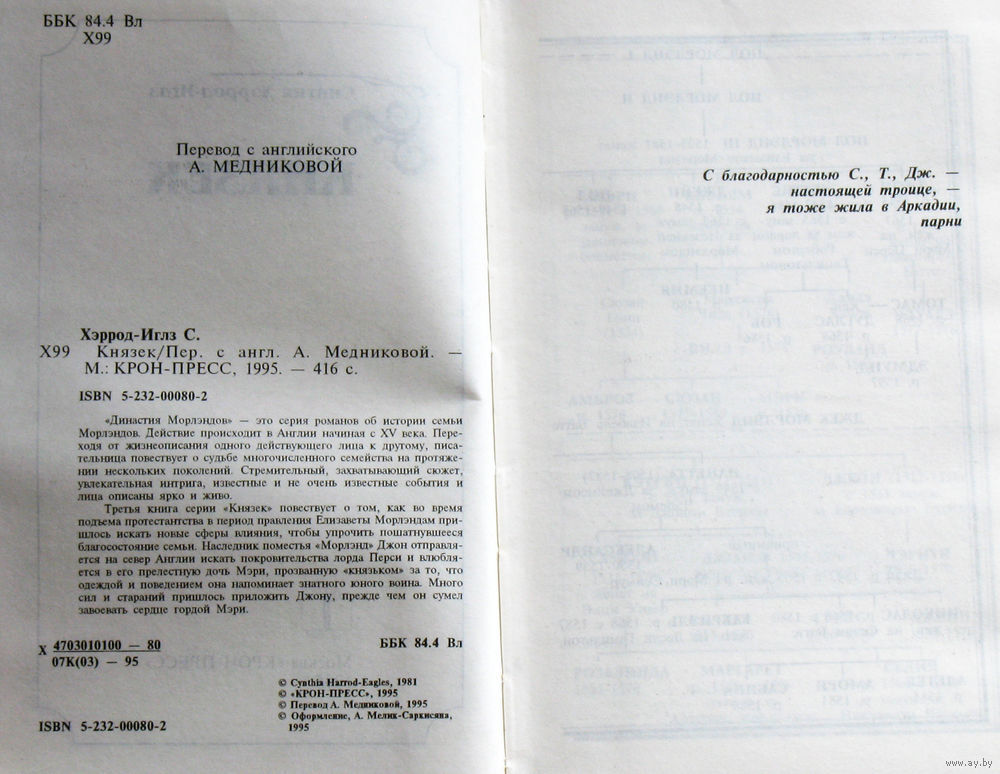 ББК 84.4 Вл
Х99
Перевод с английского
А. МЕДНИКОВОЙ
Хэррод-Иглз С.
Х99 Князек/Пер. с англ. А. Медниковой. —
М.: КРОН-ПРЕСС, 1995. — 416 с.
ISBN 5-232-00080-2
«Династия Морлэндов» — это серия романов об истории семьи
Морлэндов. Действие происходит в Англии начиная с XV века. Пере-
ходя от жизнеописания одного действующего лица к другому, писа-
тельница повествует о судьбе многочисленного семейства на протяже-
нии нескольких поколений. Стремительный, захватывающий сюжет,
увлекательная интрига, известные и не очень известные события и
лица описаны ярко и живо.
Третья книга серии «Князек» повествует о том, как во время
подъема протестантства в период правления Елизаветы Морлэндам при-
шлось искать новые сферы влияния, чтобы упрочить пошатнувшееся
благосостояние семьи. Наследник поместья «Морлэнд» Джон отправля-
ется на север Англии искать покровительства лорда Перси и влюбля-
ется в его прелестную дочь Мэри, прозванную «князьком» за то, что
одеждой и поведением она напоминает знатного юного воина. Много
сил и стараний пришлось приложить Джону, прежде чем он сумел
завоевать сердце гордой Мэри.
Х 4703010100 — 80
07К(03) — 95
ББК 84.4 Вл
© Cynthia Harrod-Eagles, 1981
© «КРОН-ПРЕСС», 1995
© Перевод А. Медниковой, 1995
© Оформление, А. Мелик-Саркисяна,
1995
ISBN 5-232-00080-2
С благодарностью С., Т., Дж. —
настоящей троице, —
я тоже жила в Аркадии,
парни
www.ay.by